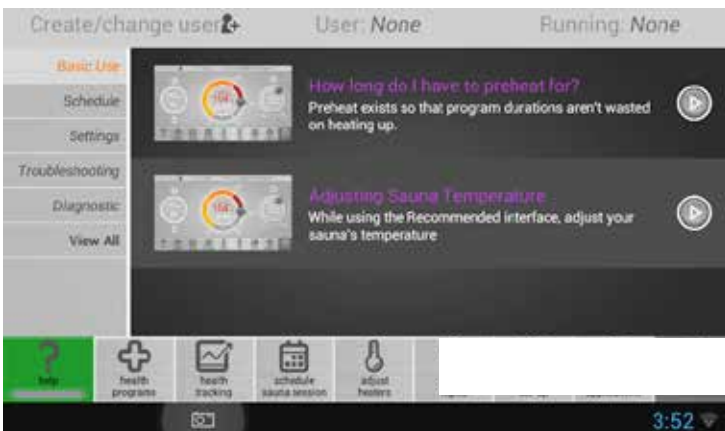 Create/change user
User: None
Running: None
Basic Use
Schedule
Settings
Troubleshooting
Diagnostic
View All
How long do I have to preheat for?
Preheat exists so that program durations aren't wasted
on heating up.
Adjusting Sauna Temperature
While using the Recommended interface, adjust your
sauna's temperature
help
health
programs
health
tracking
schedule
sauna session
adjust
heaters
3:52